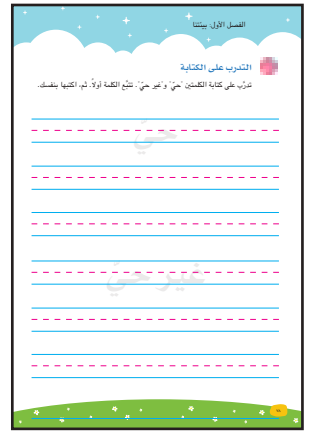 الفصل الأول: بيئتنا
التدرب على الكتابة
تدرّب على كتابة الكلمتين "حيّ" و"غير حيّ". تتبَّع الكلمة أولاً. ثم، اكتبها بنفسك.
حيّ
غير حيّ